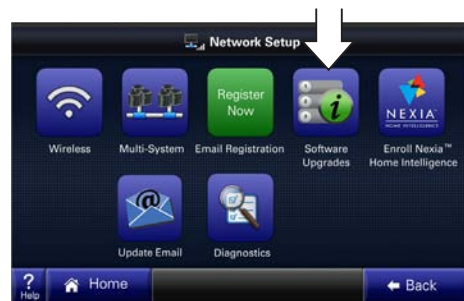 Network Setup
Register
Now
NEXIA™
HOME INTELLIGENCE
Wireless
Multi-System
Email Registration
Software
Upgrades
Enroll Nexia™
Home Intelligence
Update Email
Diagnostics
?
Help
Home
Back